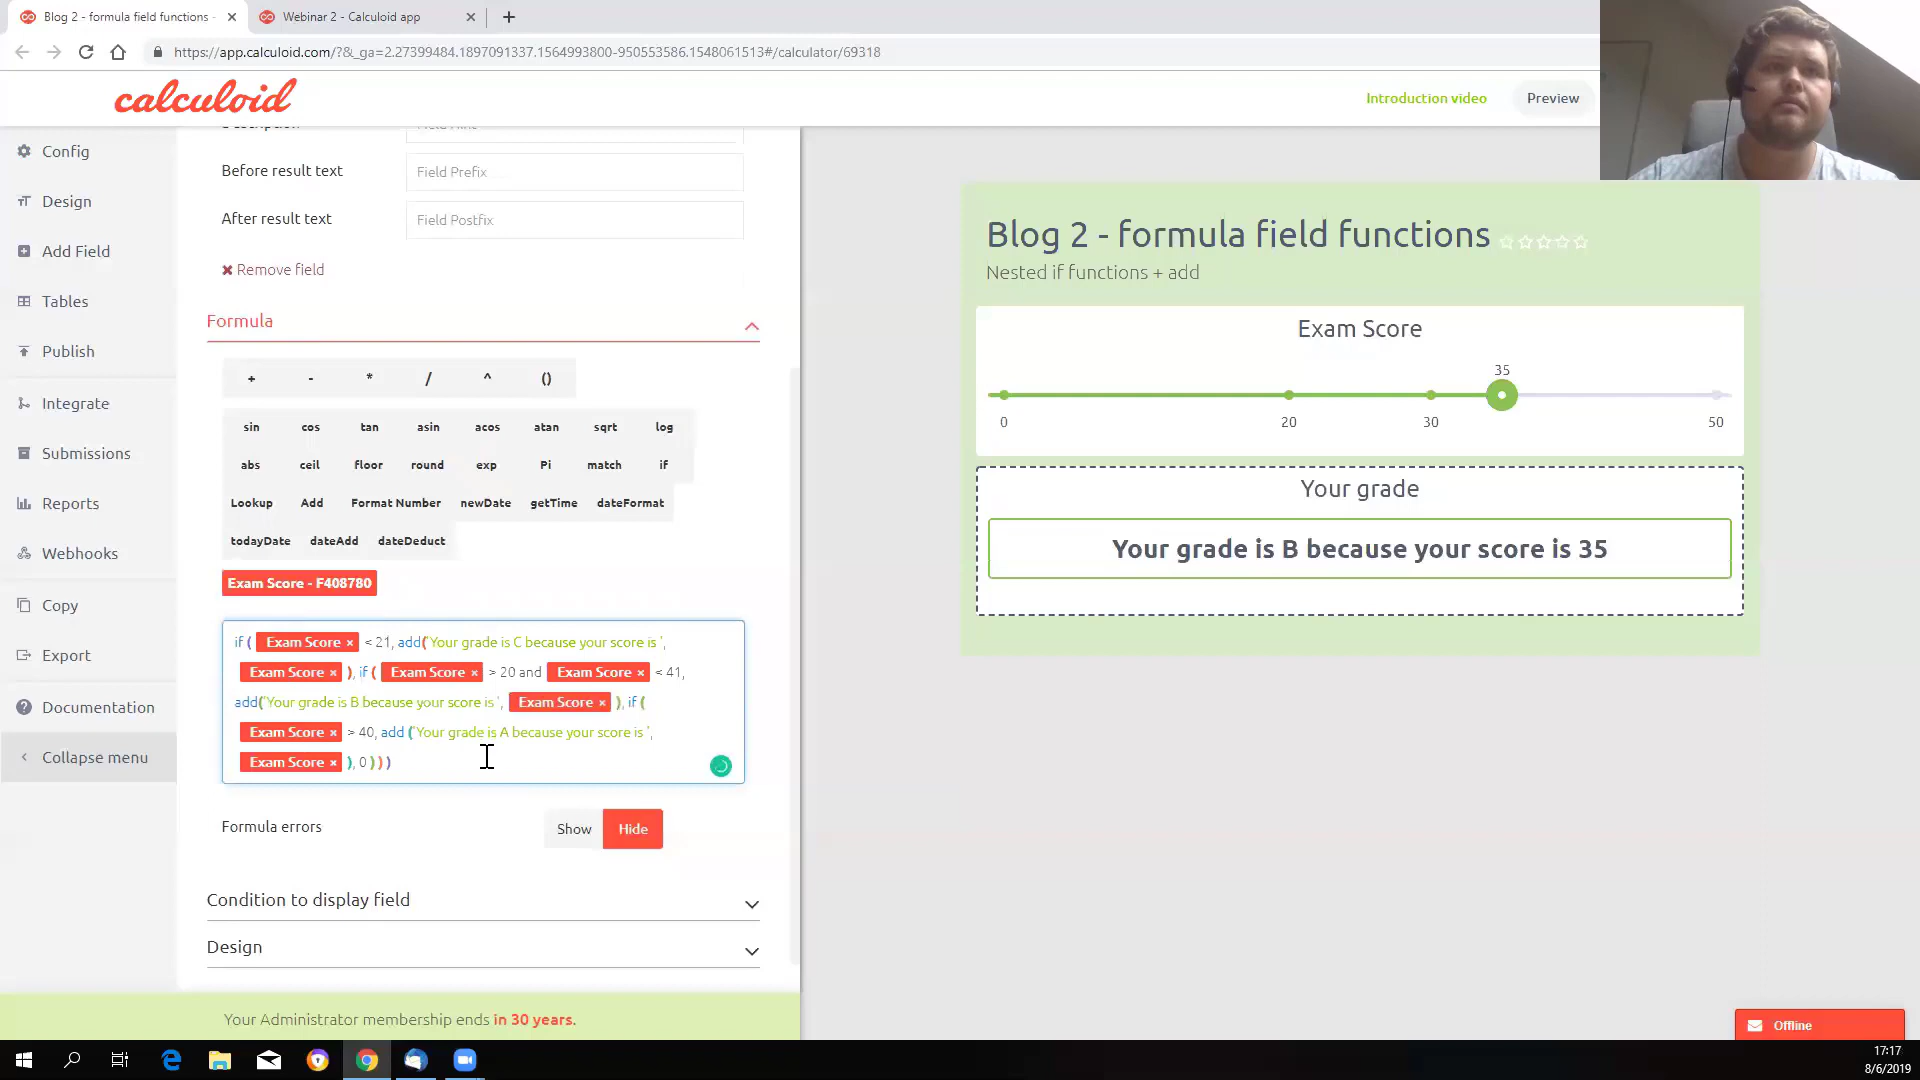 Blog 2 - formula field functions -
Webinar 2 - Calculoid app
https://app.calculoid.com/?&_ga=2.27399484.1897091337.1564993800-950553586.1548061513#/calculator/69318
calculoid
Introduction video
Preview
Config
Design
Add Field
Tables
Publish
Integrate
Submissions
Reports
Webhooks
Copy
Export
Documentation
Collapse menu
Before result text
Field Prefix
After result text
Field Postfix
✖ Remove field
Formula
+ - * / ^ ()
sin cos tan asin acos atan sqrt log
abs ceil floor round exp Pi match if
Lookup Add Format Number newDate getTime dateFormat
todayDate dateAdd dateDeduct
Exam Score - F408780
if ( Exam Score × < 21, add('Your grade is C because your score is ',
Exam Score × ), if ( Exam Score × > 20 and Exam Score × < 41,
add('Your grade is B because your score is ', Exam Score × ), if (
Exam Score × > 40, add ('Your grade is A because your score is ',
Exam Score × ), 0 ) ) )
Formula errors
Show Hide
Condition to display field
Design
Your Administrator membership ends in 30 years.
Blog 2 - formula field functions
Nested if functions + add
Exam Score
35
0 20 30 50
Your grade
Your grade is B because your score is 35
Offline
17:17
8/6/2019